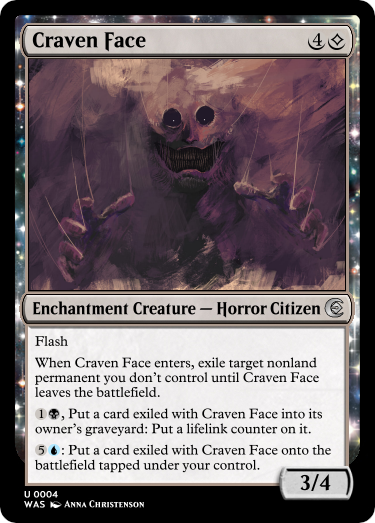 Craven Face 4
Enchantment Creature — Horror Citizen
Flash
When Craven Face enters, exile target nonland
permanent you don't control until Craven Face
leaves the battlefield.
1, Put a card exiled with Craven Face into its
owner's graveyard: Put a lifelink counter on it.
5: Put a card exiled with Craven Face onto the
battlefield tapped under your control.
3/4
U 0004
WAS Anna Christenson